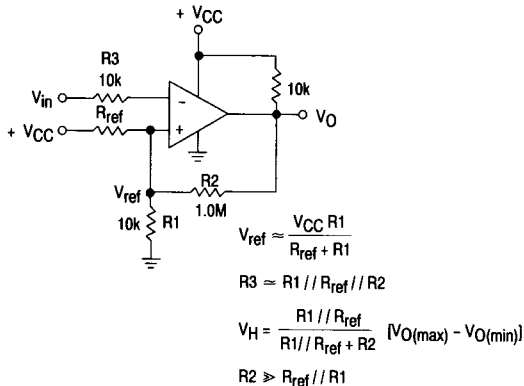 + VCC
R3
10k
10k
Vin
Rref
−
+ VCC
+
VO
Vref
R2
10k
R1
1.0M
Vref ≈ VCC R1 / Rref + R1
R3 ≃ R1 // Rref // R2
VH = R1 // Rref / R1// Rref + R2 [VO(max) – VO(min)]
R2 ≫ Rref // R1